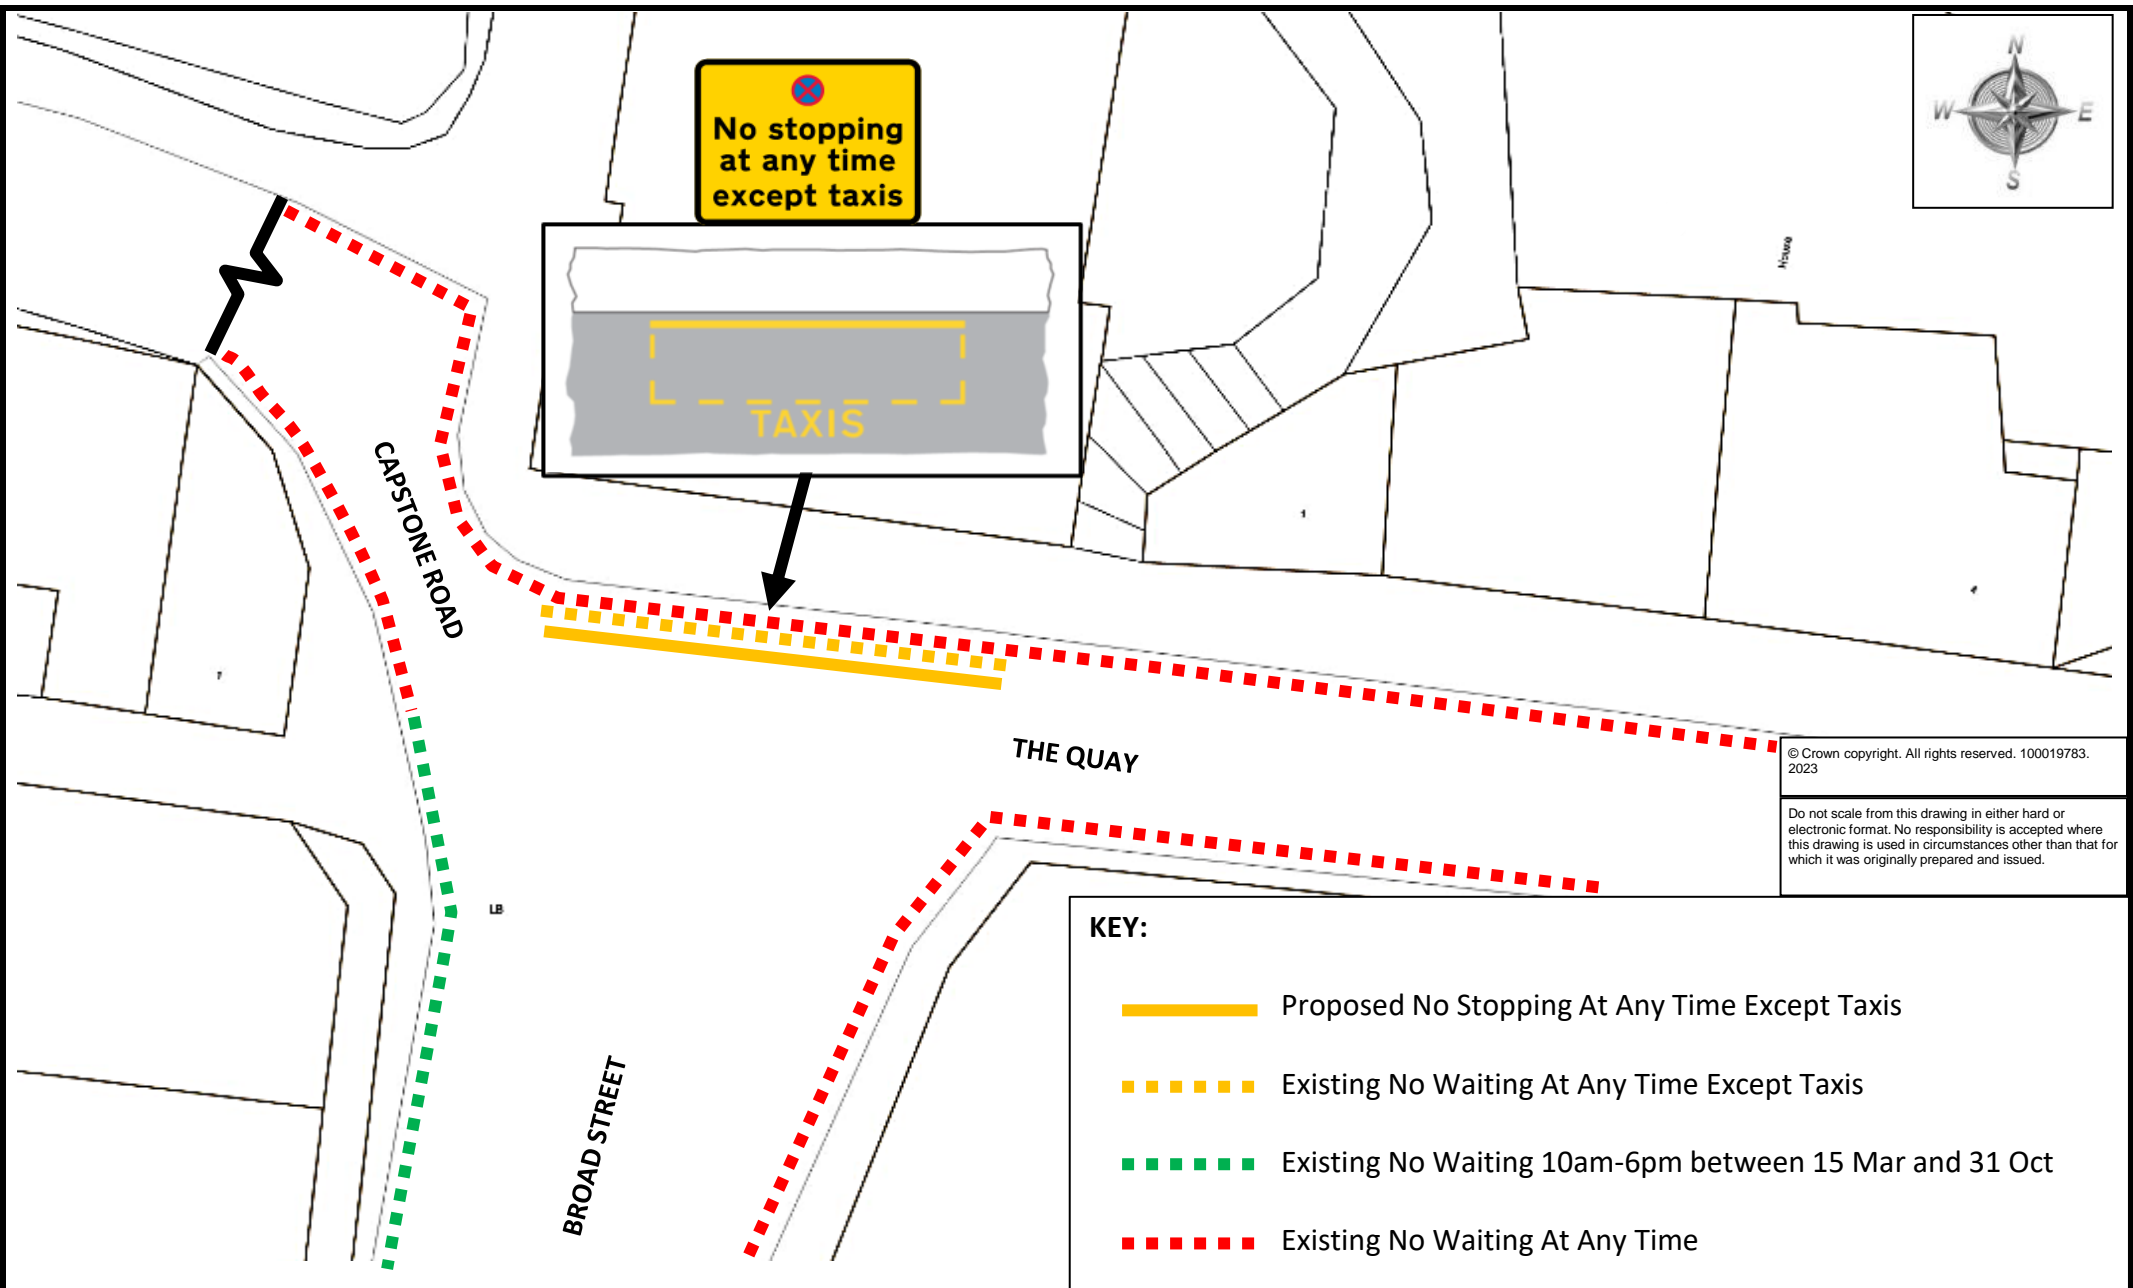 N
W
E
S
No stopping
at any time
except taxis
TAXIS
House
CAPSTONE ROAD
1
4
7
THE QUAY
© Crown copyright. All rights reserved. 100019783.
2023
Do not scale from this drawing in either hard or
electronic format. No responsibility is accepted where
this drawing is used in circumstances other than that for
which it was originally prepared and issued.
LB
BROAD STREET
KEY:
Proposed No Stopping At Any Time Except Taxis
Existing No Waiting At Any Time Except Taxis
Existing No Waiting 10am-6pm between 15 Mar and 31 Oct
Existing No Waiting At Any Time